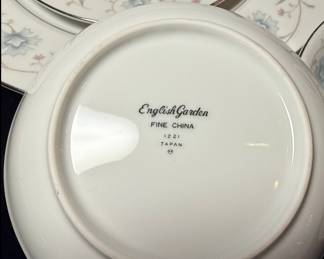 English Garden
FINE CHINA
1221
JAPAN